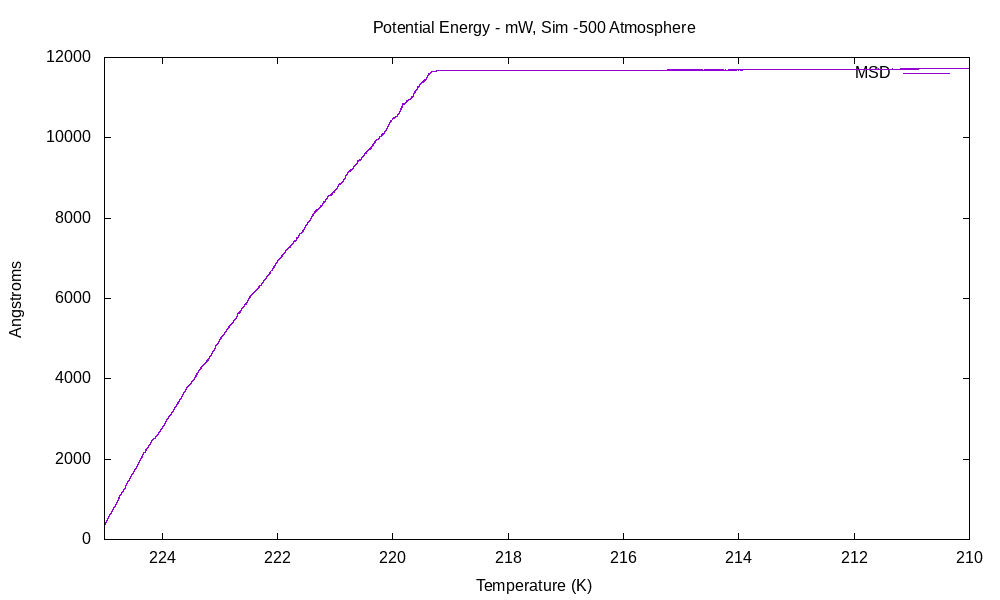 Potential Energy - mW, Sim -500 Atmosphere
12000
MSD
10000
8000
6000
4000
2000
0
Angstroms
224 222 220 218 216 214 212 210
Temperature (K)